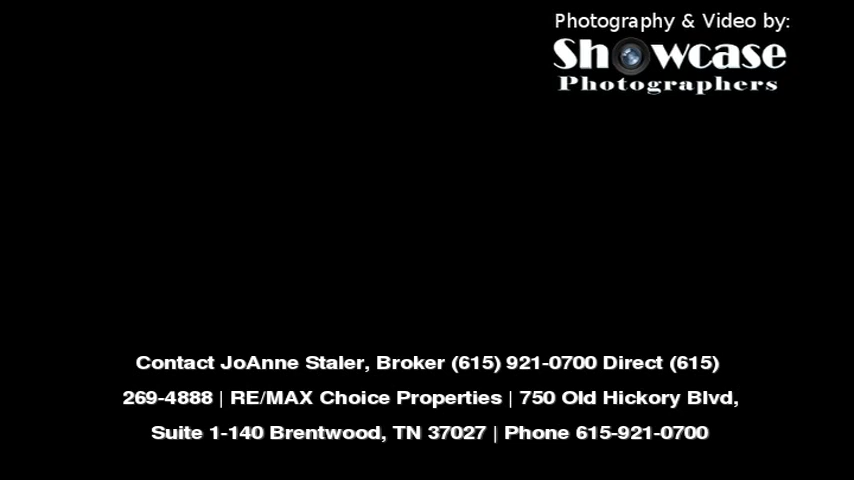 Photography & Video by:
Showcase
Photographers
Contact JoAnne Staler, Broker (615) 921-0700 Direct (615)
269-4888 | RE/MAX Choice Properties | 750 Old Hickory Blvd,
Suite 1-140 Brentwood, TN 37027 | Phone 615-921-0700